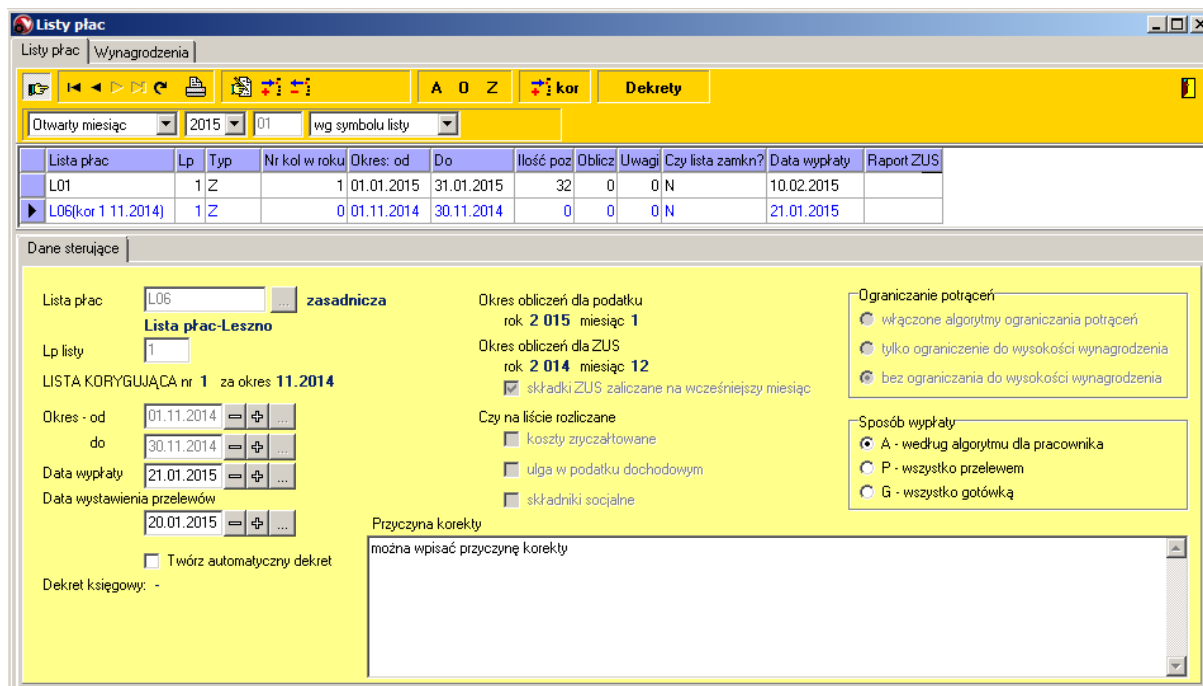 Listy płac
Listy płac Wynagrodzenia
A O Z kor Dekrety
Otwarty miesiąc 2015 01 wg symbolu listy
Lista płac Lp Typ Nr kol w roku Okres: od Do Ilość poz Oblicz Uwagi Czy lista zamkn? Data wypłaty Raport ZUS
L01 1 Z 1 01.01.2015 31.01.2015 32 0 0 N 10.02.2015
L06(kor 1 11.2014) 1 Z 0 01.11.2014 30.11.2014 0 0 0 N 21.01.2015
Dane sterujące
Lista płac L06 ... zasadnicza
Lista płac-Leszno
Lp listy 1
LISTA KORYGUJĄCA nr 1 za okres 11.2014
Okres - od 01.11.2014 ...
do 30.11.2014 ...
Data wypłaty 21.01.2015 ...
Data wystawienia przelewów
20.01.2015 ...
Twórz automatyczny dekret
Dekret księgowy: -
Okres obliczeń dla podatku
rok 2 015 miesiąc 1
Okres obliczeń dla ZUS
rok 2 014 miesiąc 12
składki ZUS zaliczane na wcześniejszy miesiąc
Czy na liście rozliczane
koszty zryczałtowane
ulga w podatku dochodowym
składniki socjalne
Ograniczanie potrąceń
włączone algorytmy ograniczania potrąceń
tylko ograniczenie do wysokości wynagrodzenia
bez ograniczania do wysokości wynagrodzenia
Sposób wypłaty
A - według algorytmu dla pracownika
P - wszystko przelewem
G - wszystko gotówką
Przyczyna korekty
można wpisać przyczynę korekty